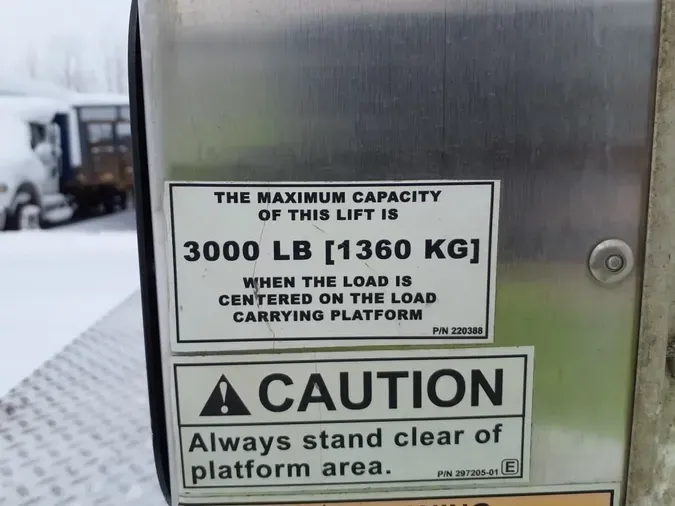 THE MAXIMUM CAPACITY
OF THIS LIFT IS
3000 LB [1360 KG]
WHEN THE LOAD IS
CENTERED ON THE LOAD
CARRYING PLATFORM
P/N 220388
CAUTION
Always stand clear of
platform area.
P/N 297205-01 E